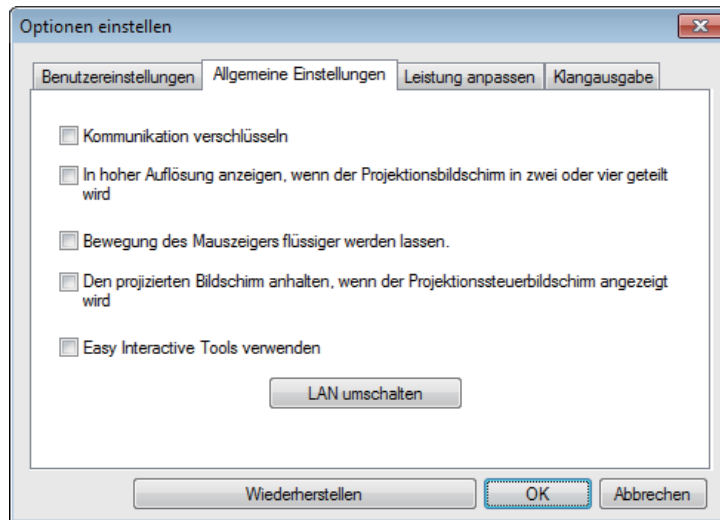 Optionen einstellen
Benutzereinstellungen Allgemeine Einstellungen Leistung anpassen Klangausgabe
Kommunikation verschlüsseln
In hoher Auflösung anzeigen, wenn der Projektionsbildschirm in zwei oder vier geteilt
wird
Bewegung des Mauszeigers flüssiger werden lassen.
Den projizierten Bildschirm anhalten, wenn der Projektionssteuerbildschirm angezeigt
wird
Easy Interactive Tools verwenden
LAN umschalten
Wiederherstellen OK Abbrechen